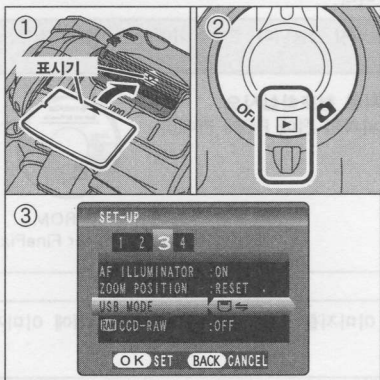 ①
표시기
②
OFF
③
SET-UP
1 2 3 4
AF ILLUMINATOR :ON
ZOOM POSITION :RESET
USB MODE
RAW CCD-RAW :OFF
OK SET BACK CANCEL